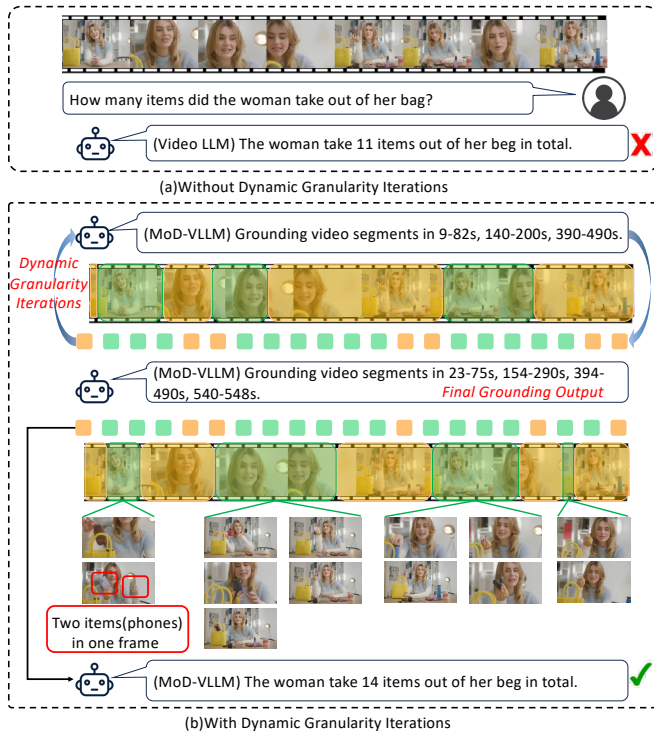 How many items did the woman take out of her bag?
(Video LLM) The woman take 11 items out of her beg in total.
X
(a)Without Dynamic Granularity Iterations
(MoD-VLLM) Grounding video segments in 9-82s, 140-200s, 390-490s.
Dynamic
Granularity
Iterations
(MoD-VLLM) Grounding video segments in 23-75s, 154-290s, 394-
490s, 540-548s.
Final Grounding Output
Two items(phones)
in one frame
(MoD-VLLM) The woman take 14 items out of her beg in total.
(b)With Dynamic Granularity Iterations